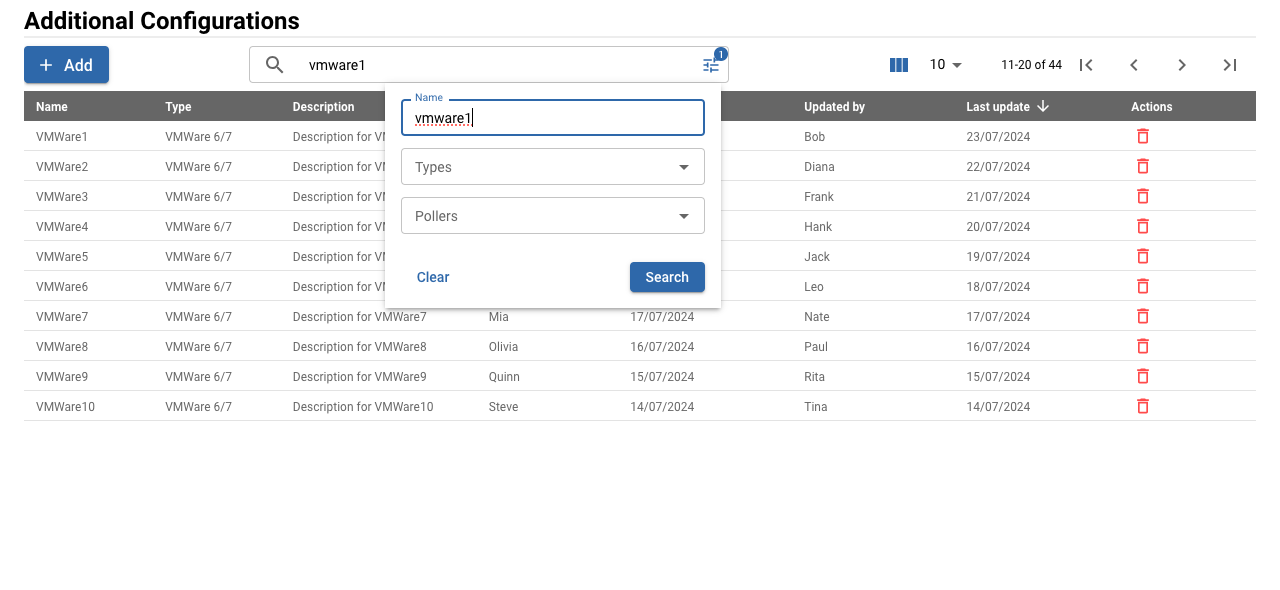 Additional Configurations
Add
vmware1
1
10
11-20 of 44
Name Type Description Updated by Last update Actions
Name
vmware1
Types
Pollers
Clear
Search
VMWare1 VMWare 6/7 Description for VM Bob 23/07/2024
VMWare2 VMWare 6/7 Description for VM Diana 22/07/2024
VMWare3 VMWare 6/7 Description for VM Frank 21/07/2024
VMWare4 VMWare 6/7 Description for VM Hank 20/07/2024
VMWare5 VMWare 6/7 Description for VM Jack 19/07/2024
VMWare6 VMWare 6/7 Description for VM Leo 18/07/2024
VMWare7 VMWare 6/7 Description for VMWare7 Mia 17/07/2024 Nate 17/07/2024
VMWare8 VMWare 6/7 Description for VMWare8 Olivia 16/07/2024 Paul 16/07/2024
VMWare9 VMWare 6/7 Description for VMWare9 Quinn 15/07/2024 Rita 15/07/2024
VMWare10 VMWare 6/7 Description for VMWare10 Steve 14/07/2024 Tina 14/07/2024